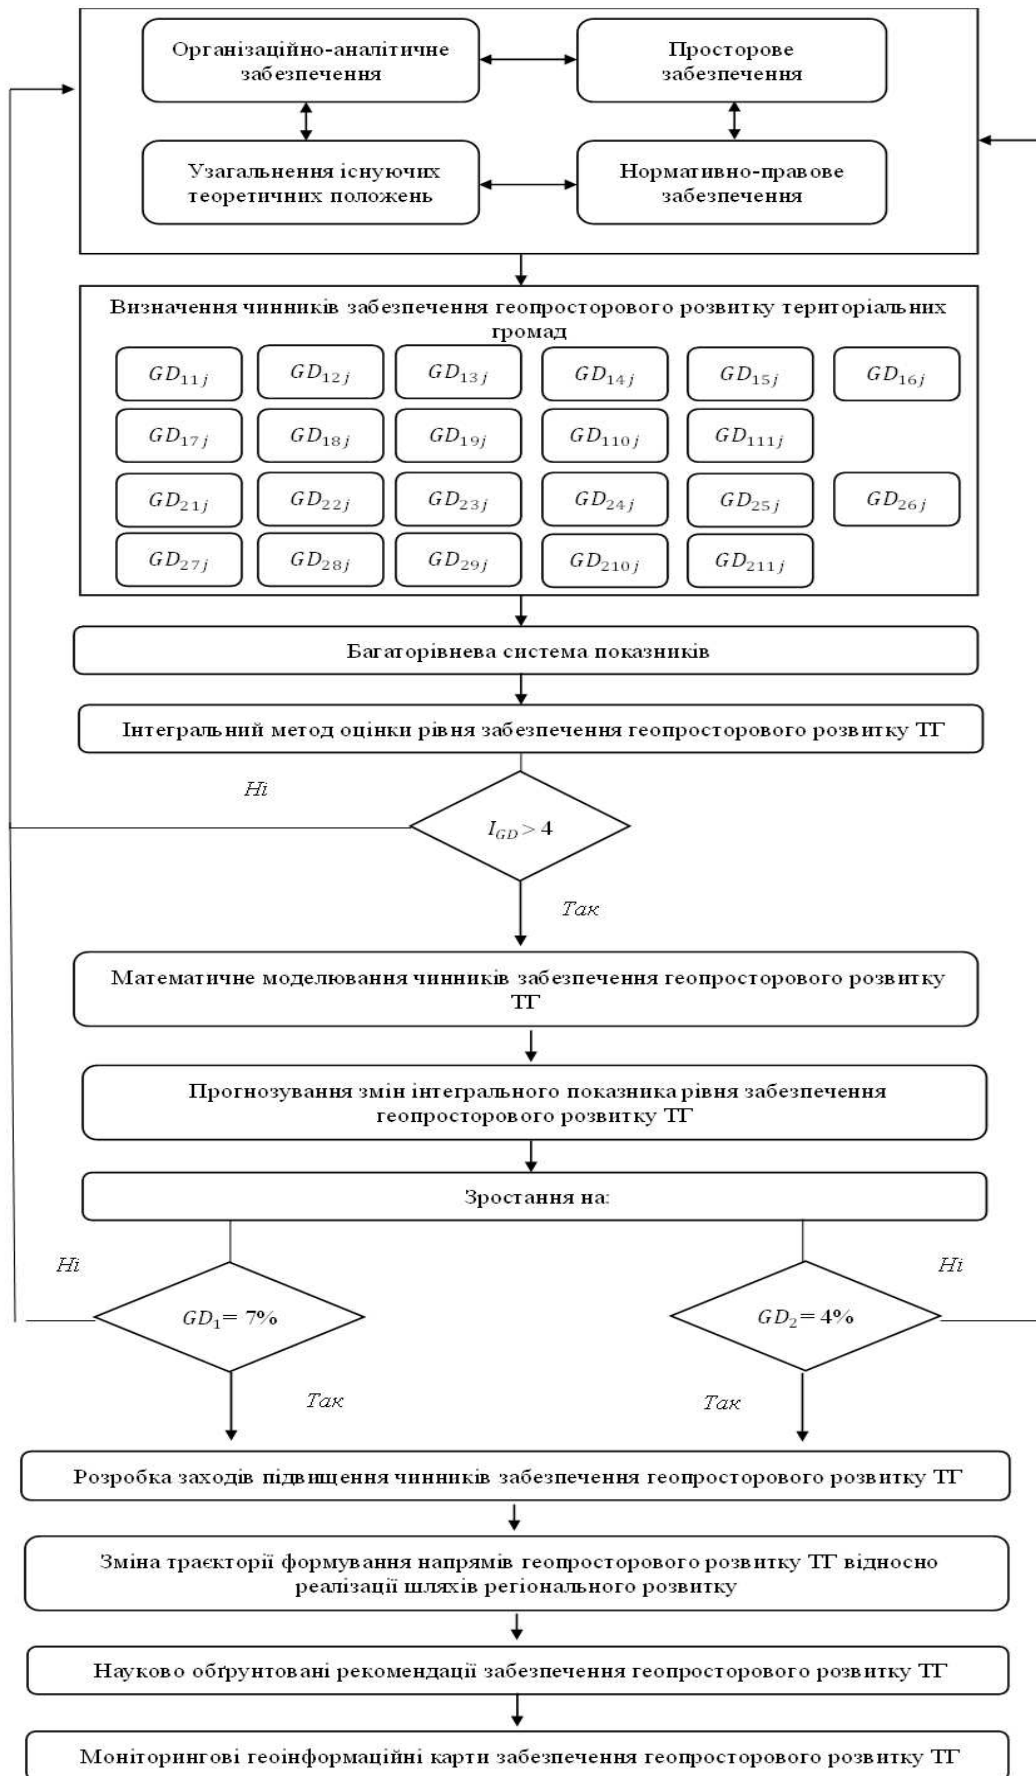 Організаційно-аналітичне
забезпечення
Просторове
забезпечення
Узагальнення існуючих
теоретичних положень
Нормативно-правове
забезпечення
Визначення чинників забезпечення геопросторового розвитку територіальних
громад
GD₁₁ⱼ
GD₁₂ⱼ
GD₁₃ⱼ
GD₁₄ⱼ
GD₁₅ⱼ
GD₁₆ⱼ
GD₁₇ⱼ
GD₁₈ⱼ
GD₁₉ⱼ
GD₁₁₀ⱼ
GD₁₁₁ⱼ
GD₂₁ⱼ
GD₂₂ⱼ
GD₂₃ⱼ
GD₂₄ⱼ
GD₂₅ⱼ
GD₂₆ⱼ
GD₂₇ⱼ
GD₂₈ⱼ
GD₂₉ⱼ
GD₂₁₀ⱼ
GD₂₁₁ⱼ
Багаторівнева система показників
Інтегральний метод оцінки рівня забезпечення геопросторового розвитку ТГ
Ні
I_GD > 4
Так
Математичне моделювання чинників забезпечення геопросторового розвитку
ТГ
Прогнозування змін інтегрального показника рівня забезпечення
геопросторового розвитку ТГ
Зростання на:
Ні
Ні
GD₁= 7%
GD₂= 4%
Так
Так
Розробка заходів підвищення чинників забезпечення геопросторового розвитку ТГ
Зміна траєкторії формування напрямів геопросторового розвитку ТГ відносно
реалізації шляхів регіонального розвитку
Науково обґрунтовані рекомендації забезпечення геопросторового розвитку ТГ
Моніторингові геоінформаційні карти забезпечення геопросторового розвитку ТГ